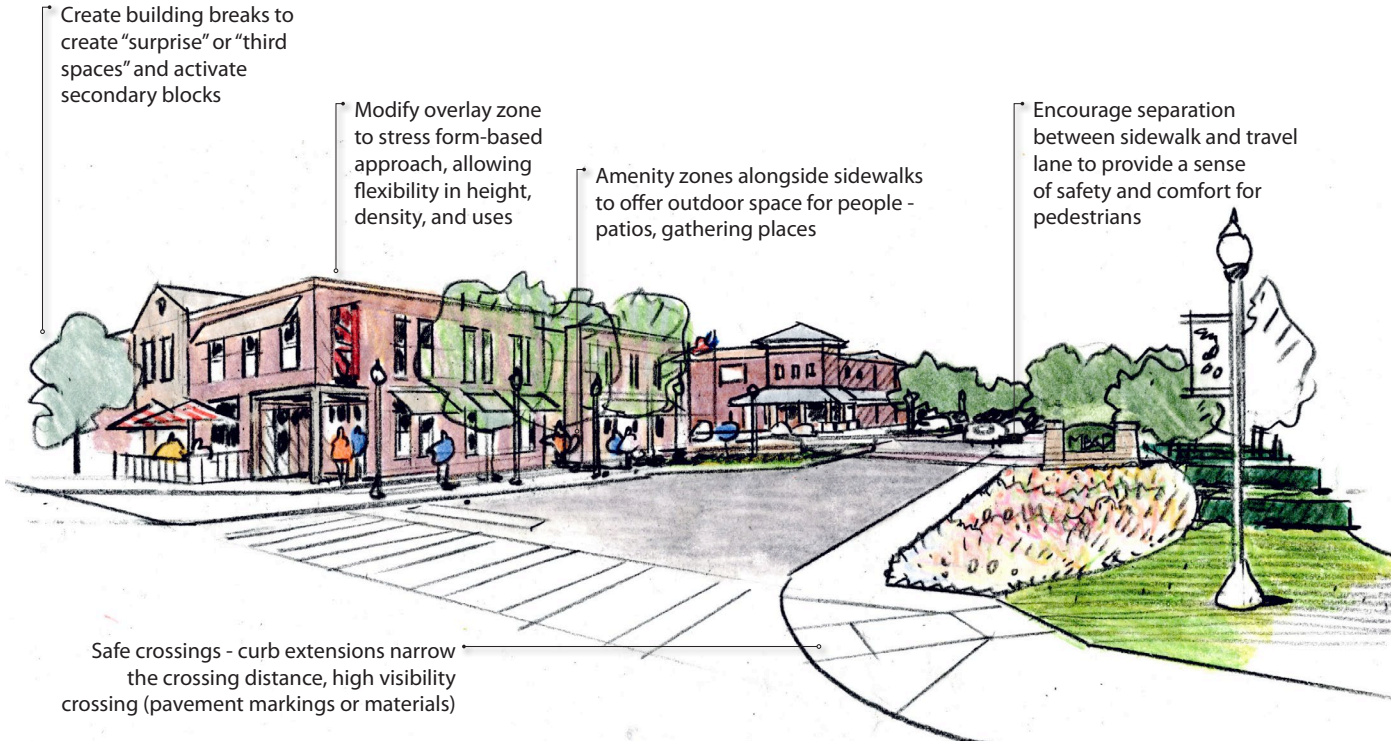 Create building breaks to
create “surprise” or “third
spaces” and activate
secondary blocks
Modify overlay zone
to stress form-based
approach, allowing
flexibility in height,
density, and uses
Amenity zones alongside sidewalks
to offer outdoor space for people -
patios, gathering places
Encourage separation
between sidewalk and travel
lane to provide a sense
of safety and comfort for
pedestrians
Safe crossings - curb extensions narrow
the crossing distance, high visibility
crossing (pavement markings or materials)